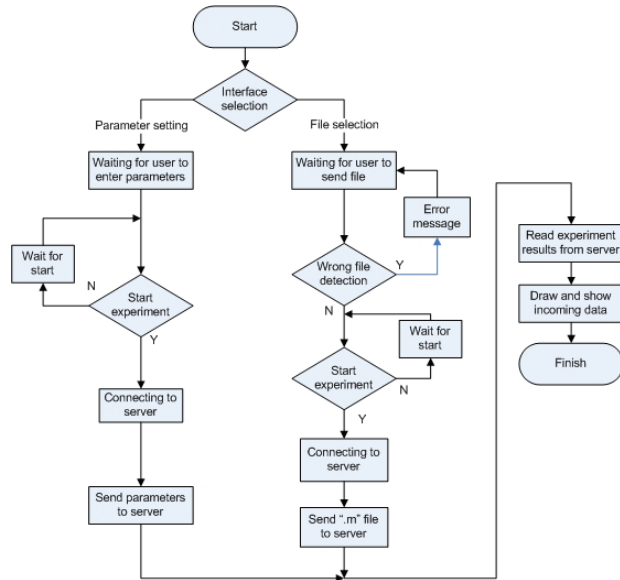 Start
Interface
selection
Parameter setting
File selection
Waiting for user to
enter parameters
Waiting for user to
send file
Error
message
Wait for
start
N
Start
experiment
Y
Wrong file
detection
Y
N
Wait for
start
Start
experiment
N
Y
Connecting to
server
Connecting to
server
Send parameters
to server
Send “.m” file
to server
Read experiment
results from server
Draw and show
incoming data
Finish